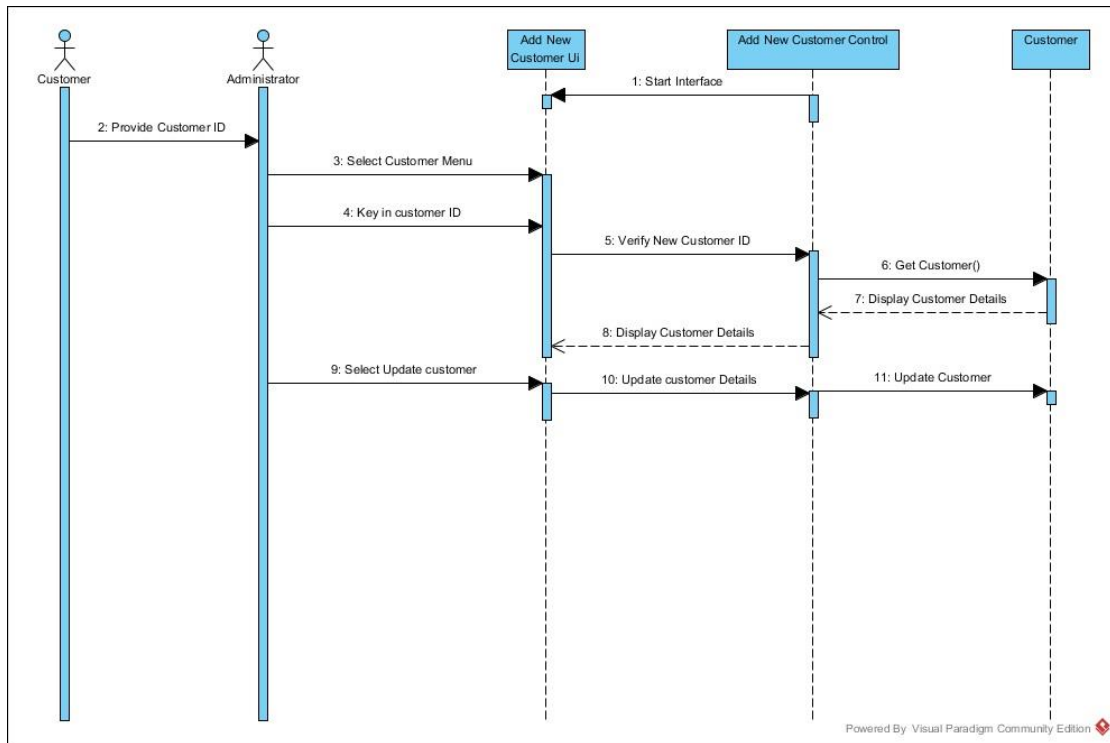 Customer
Administrator
Add New
Customer Ui
Add New Customer Control
Customer
1: Start Interface
2: Provide Customer ID
3: Select Customer Menu
4: Key in customer ID
5: Verify New Customer ID
6: Get Customer()
7: Display Customer Details
8: Display Customer Details
9: Select Update customer
10: Update customer Details
11: Update Customer
Powered By Visual Paradigm Community Edition